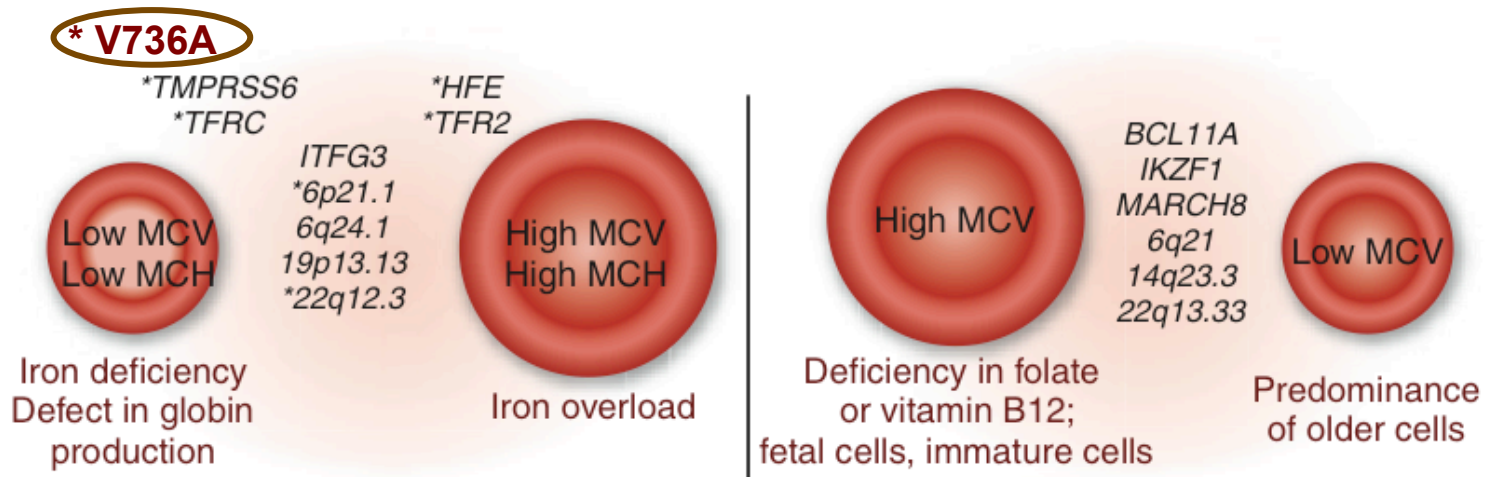 * V736A
*TMPRSS6
*TFRC
*HFE
*TFR2
ITFG3
*6p21.1
6q24.1
19p13.13
*22q12.3
Low MCV
Low MCH
High MCV
High MCH
Iron deficiency
Defect in globin
production
Iron overload
High MCV
BCL11A
IKZF1
MARCH8
6q21
14q23.3
22q13.33
Low MCV
Deficiency in folate
or vitamin B12;
fetal cells, immature cells
Predominance
of older cells